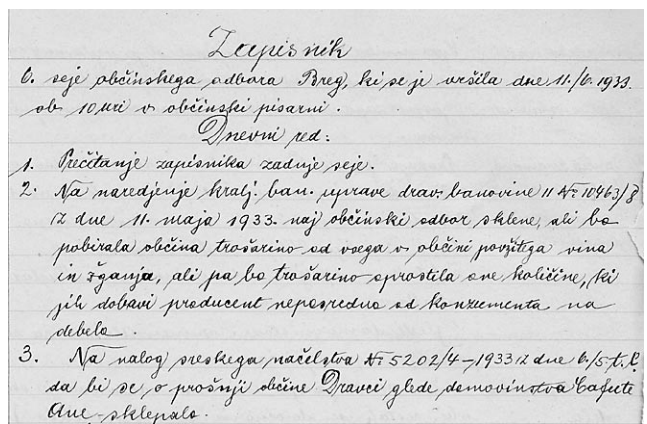 Zapisnik
6. seje občinskega odbora Breg, ki se je vršila dne 11./6. 1933.
ob 10 uri v občinski pisarni.
Dnevni red:
1. Prečitanje zapisnika zadnje seje.
2. Na naredjenje kralj. ban. uprave drav. banovine II No 10463/8
z dne 11. maja 1933. naj občinski odbor sklene, ali bo
pobirala občina trošarino od vsega v občini použitega vina
in žganja, ali pa bo trošarino oprostila one količine, ki
jih dobavi producent neposredno od konzumenta na
debelo.
3. Na nalog sreskega načelstva No 5202/4-1933 z dne 6/5 t. l.
da bi se o prošnji občine Dravci glede domovinstva Cafute
Ane sklepalo.